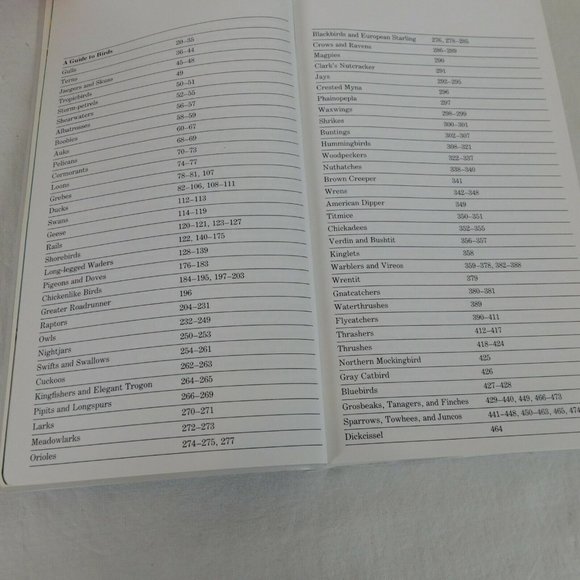 A Guide to Birds
Gulls 20–35
Terns 36–44
Jaegers and Skuas 45–48
Tropicbirds 49
Storm-petrels 50–51
Shearwaters 52–55
Albatrosses 56–57
Boobies 58–59
Auks 60–67
Pelicans 68–69
Cormorants 70–73
Loons 74–77
Grebes 78–81, 107
Ducks 82–106, 108–111
Swans 112–113
Geese 114–119
Rails 120–121, 123–127
Shorebirds 122, 140–175
Long-legged Waders 128–139
Pigeons and Doves 176–183
Chickenlike Birds 184–195, 197–203
Greater Roadrunner 196
Raptors 204–231
Owls 232–249
Nightjars 250–253
Swifts and Swallows 254–261
Cuckoos 262–263
Kingfishers and Elegant Trogon 264–265
Pipits and Longspurs 266–269
Larks 270–271
Meadowlarks 272–273
Orioles 274–275, 277
Blackbirds and European Starling 276, 278–285
Crows and Ravens 286–289
Magpies 290
Clark's Nutcracker 291
Jays 292–295
Crested Myna 296
Phainopepla 297
Waxwings 298–299
Shrikes 300–301
Buntings 302–307
Hummingbirds 308–321
Woodpeckers 322–337
Nuthatches 338–340
Brown Creeper 341
Wrens 342–348
American Dipper 349
Titmice 350–351
Chickadees 352–355
Verdin and Bushtit 356–357
Kinglets 358
Warblers and Vireos 359–378, 382–388
Wrentit 379
Gnatcatchers 380–381
Waterthrushes 389
Flycatchers 390–411
Thrashers 412–417
Thrushes 418–424
Northern Mockingbird 425
Gray Catbird 426
Bluebirds 427–428
Grosbeaks, Tanagers, and Finches 429–440, 449, 466–473
Sparrows, Towhees, and Juncos 441–448, 450–463, 465, 474
Dickcissel 464